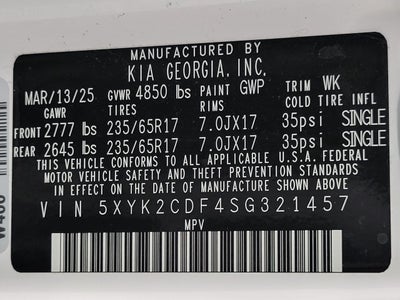 MANUFACTURED BY
KIA GEORGIA, INC.
MAR/13/25 GVWR 4850 lbs PAINT GWP TRIM WK
GAWR TIRES RIMS COLD TIRE INFL
FRONT 2777 lbs 235/65R17 7.0JX17 35psi SINGLE
REAR 2645 lbs 235/65R17 7.0JX17 35psi SINGLE
THIS VEHICLE CONFORMS TO ALL APPLICABLE U.S.A. FEDERAL
MOTOR VEHICLE SAFETY AND THEFT PREVENTION STANDARDS
IN EFFECT ON THE DATE OF MANUFACTURE SHOWN ABOVE.
VIN 5XYK2CDF4SG321457
MPV